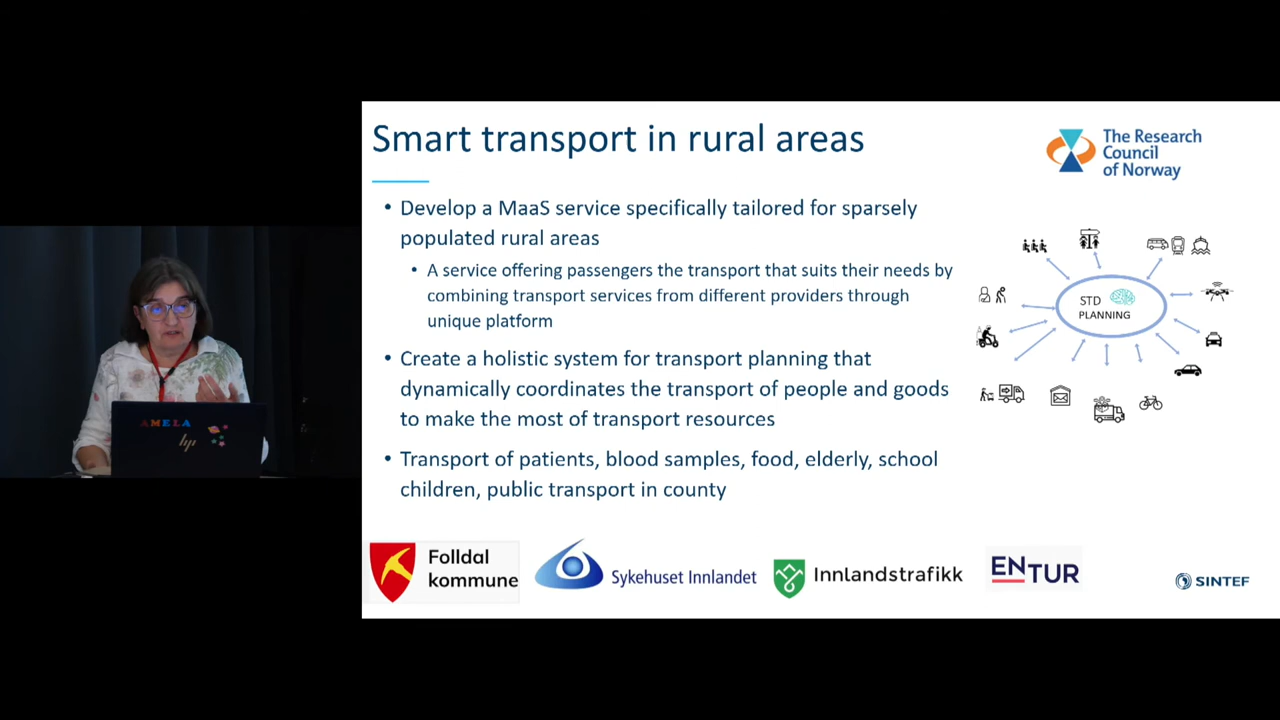 Smart transport in rural areas
The Research
Council
of Norway
• Develop a MaaS service specifically tailored for sparsely
populated rural areas
• A service offering passengers the transport that suits their needs by
combining transport services from different providers through
unique platform
• Create a holistic system for transport planning that
dynamically coordinates the transport of people and goods
to make the most of transport resources
• Transport of patients, blood samples, food, elderly, school
children, public transport in county
STD
PLANNING
AMELA
hp
Folldal
kommune
Sykehuset Innlandet
Innlandstrafikk
ENTUR
SINTEF